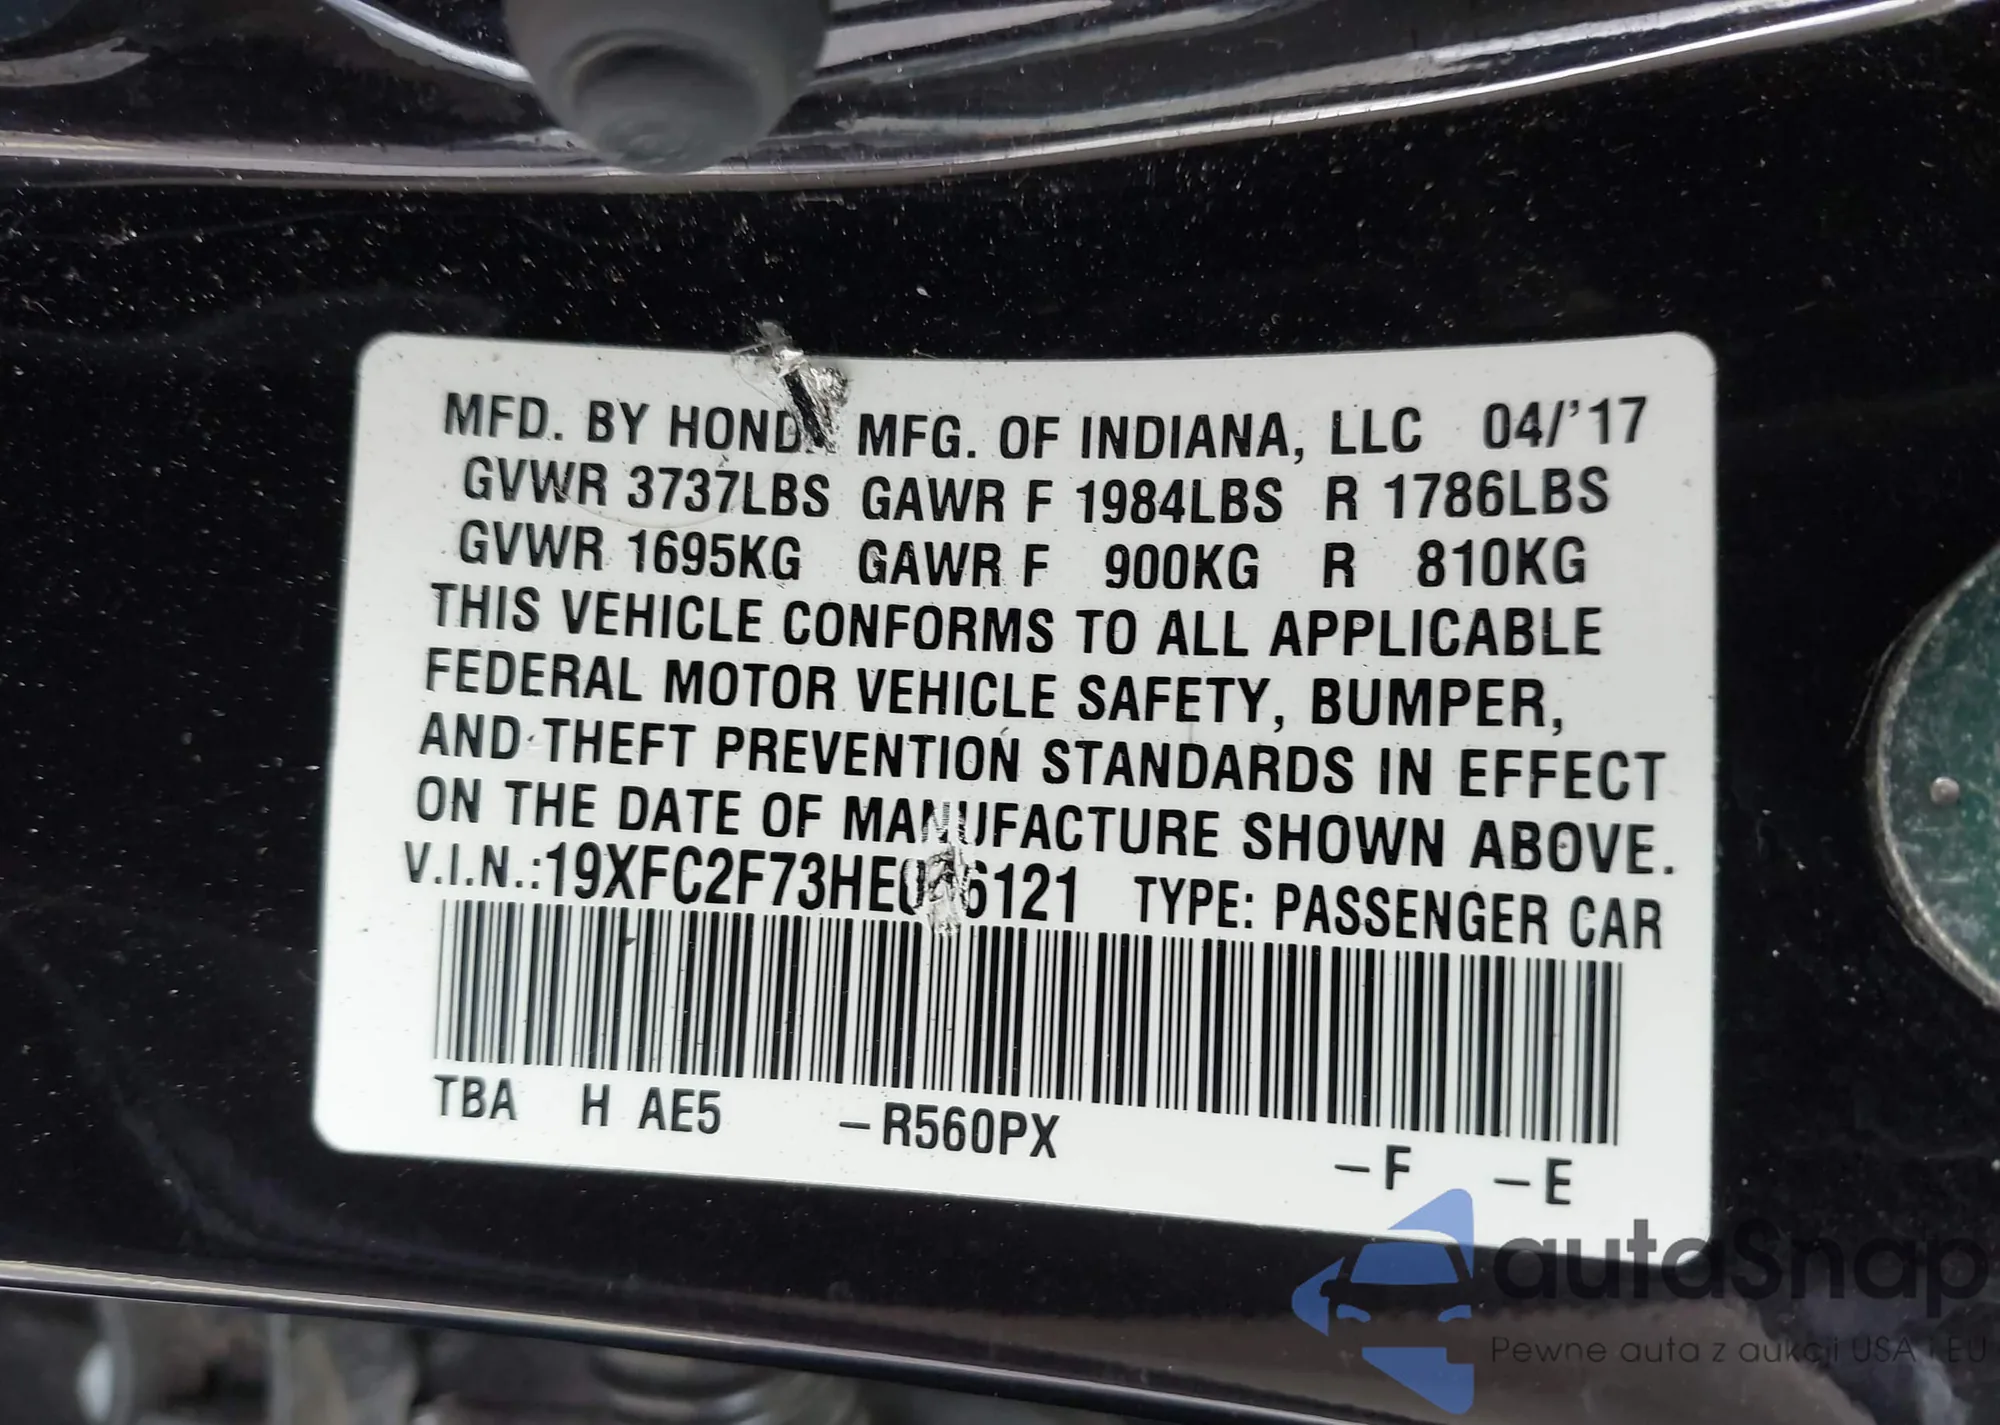 MFD. BY HONDA MFG. OF INDIANA, LLC 04/'17
GVWR 3737LBS GAWR F 1984LBS R 1786LBS
GVWR 1695KG GAWR F 900KG R 810KG
THIS VEHICLE CONFORMS TO ALL APPLICABLE
FEDERAL MOTOR VEHICLE SAFETY, BUMPER,
AND THEFT PREVENTION STANDARDS IN EFFECT
ON THE DATE OF MANUFACTURE SHOWN ABOVE.
V.I.N.: TYPE: PASSENGER CAR
TBA H AE5 –R560PX –F –E
autoSnap
Pewne auta z aukcji USA i EU